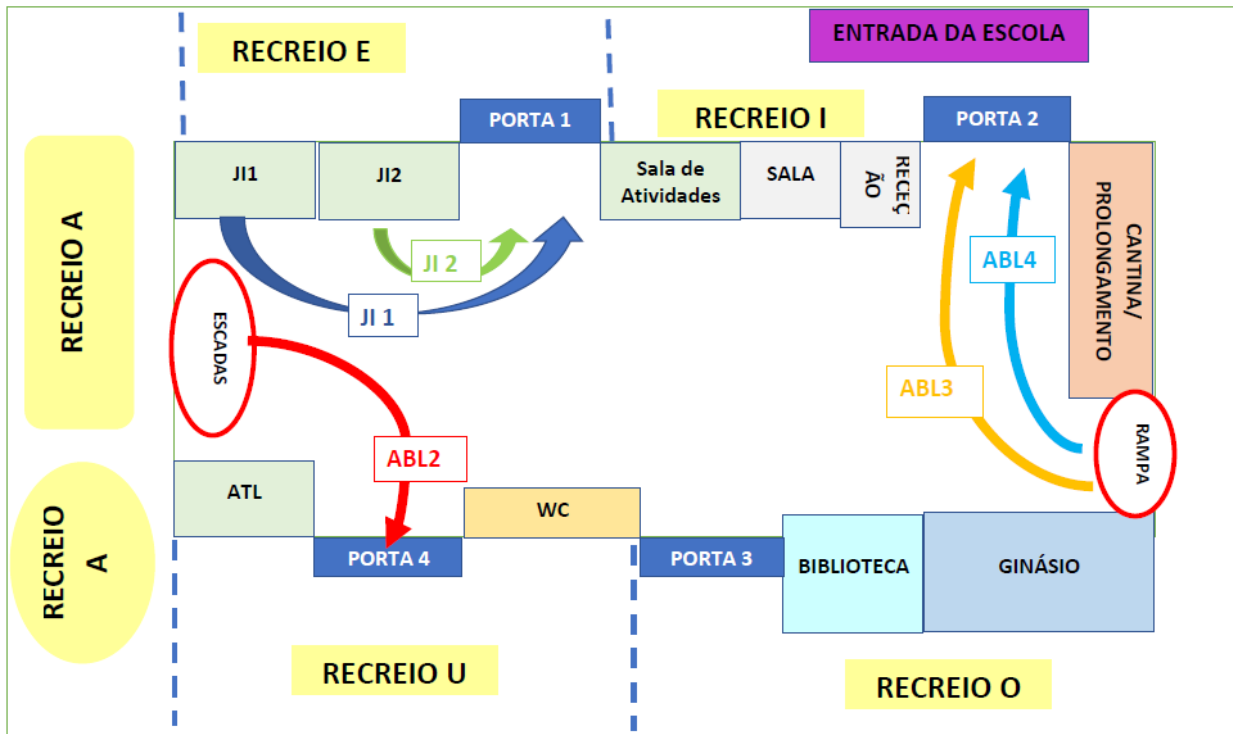 RECREIO E
ENTRADA DA ESCOLA
PORTA 1
RECREIO I
PORTA 2
RECREIO A
JI1
JI2
Sala de
Atividades
SALA
RECEÇ
ÃO
CANTINA/
PROLONGAMENTO
JI 2
JI 1
ABL4
ESCADAS
ABL3
ABL2
RAMPA
RECREIO
A
ATL
WC
PORTA 4
PORTA 3
BIBLIOTECA
GINÁSIO
RECREIO U
RECREIO O